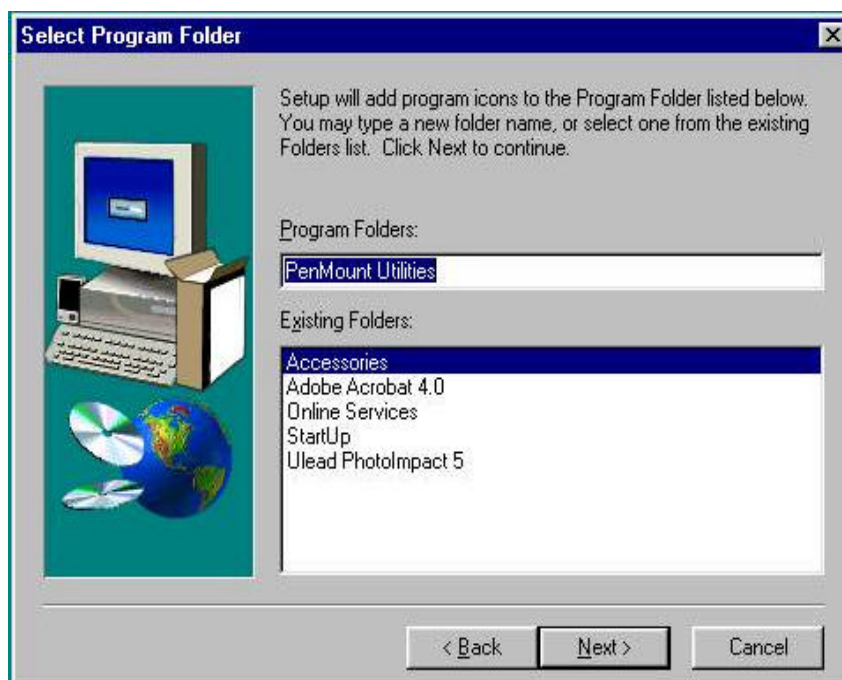 Select Program Folder
Setup will add program icons to the Program Folder listed below.
You may type a new folder name, or select one from the existing
Folders list.  Click Next to continue.
Program Folders:
PenMount Utilities
Existing Folders:
Accessories
Adobe Acrobat 4.0
Online Services
StartUp
Ulead PhotoImpact 5
< Back
Next >
Cancel